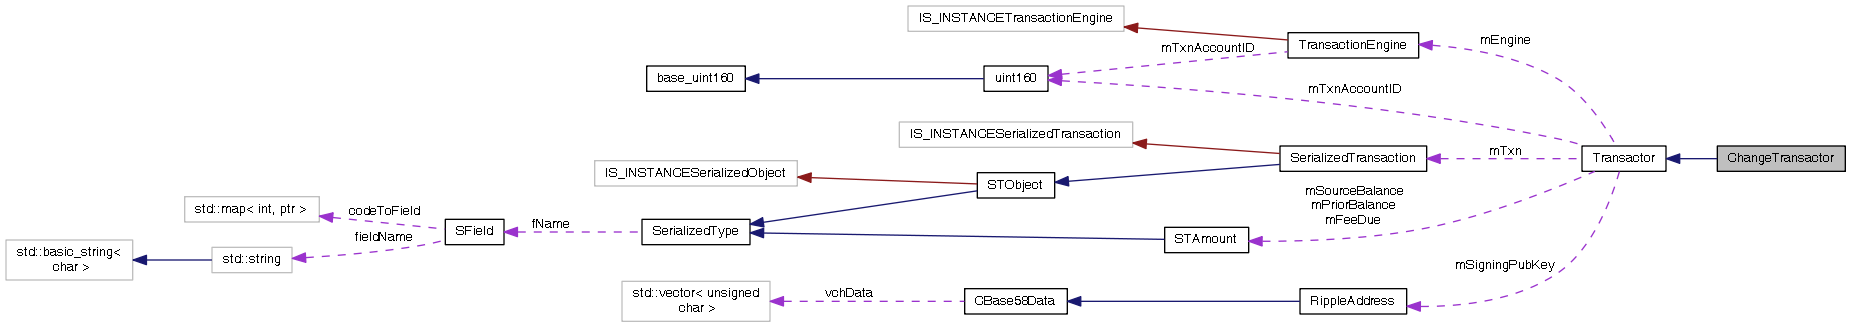 IS_INSTANCETransactionEngine
TransactionEngine
mEngine
mTxnAccountID
base_uint160
uint160
mTxnAccountID
IS_INSTANCESerializedTransaction
SerializedTransaction
mTxn
Transactor
ChangeTransactor
IS_INSTANCESerializedObject
STObject
mSourceBalance
mPriorBalance
mFeeDue
std::map< int, ptr >
codeToField
SField
fName
SerializedType
STAmount
fieldName
std::basic_string<
char >
std::string
mSigningPubKey
std::vector< unsigned
char >
vchData
CBase58Data
RippleAddress